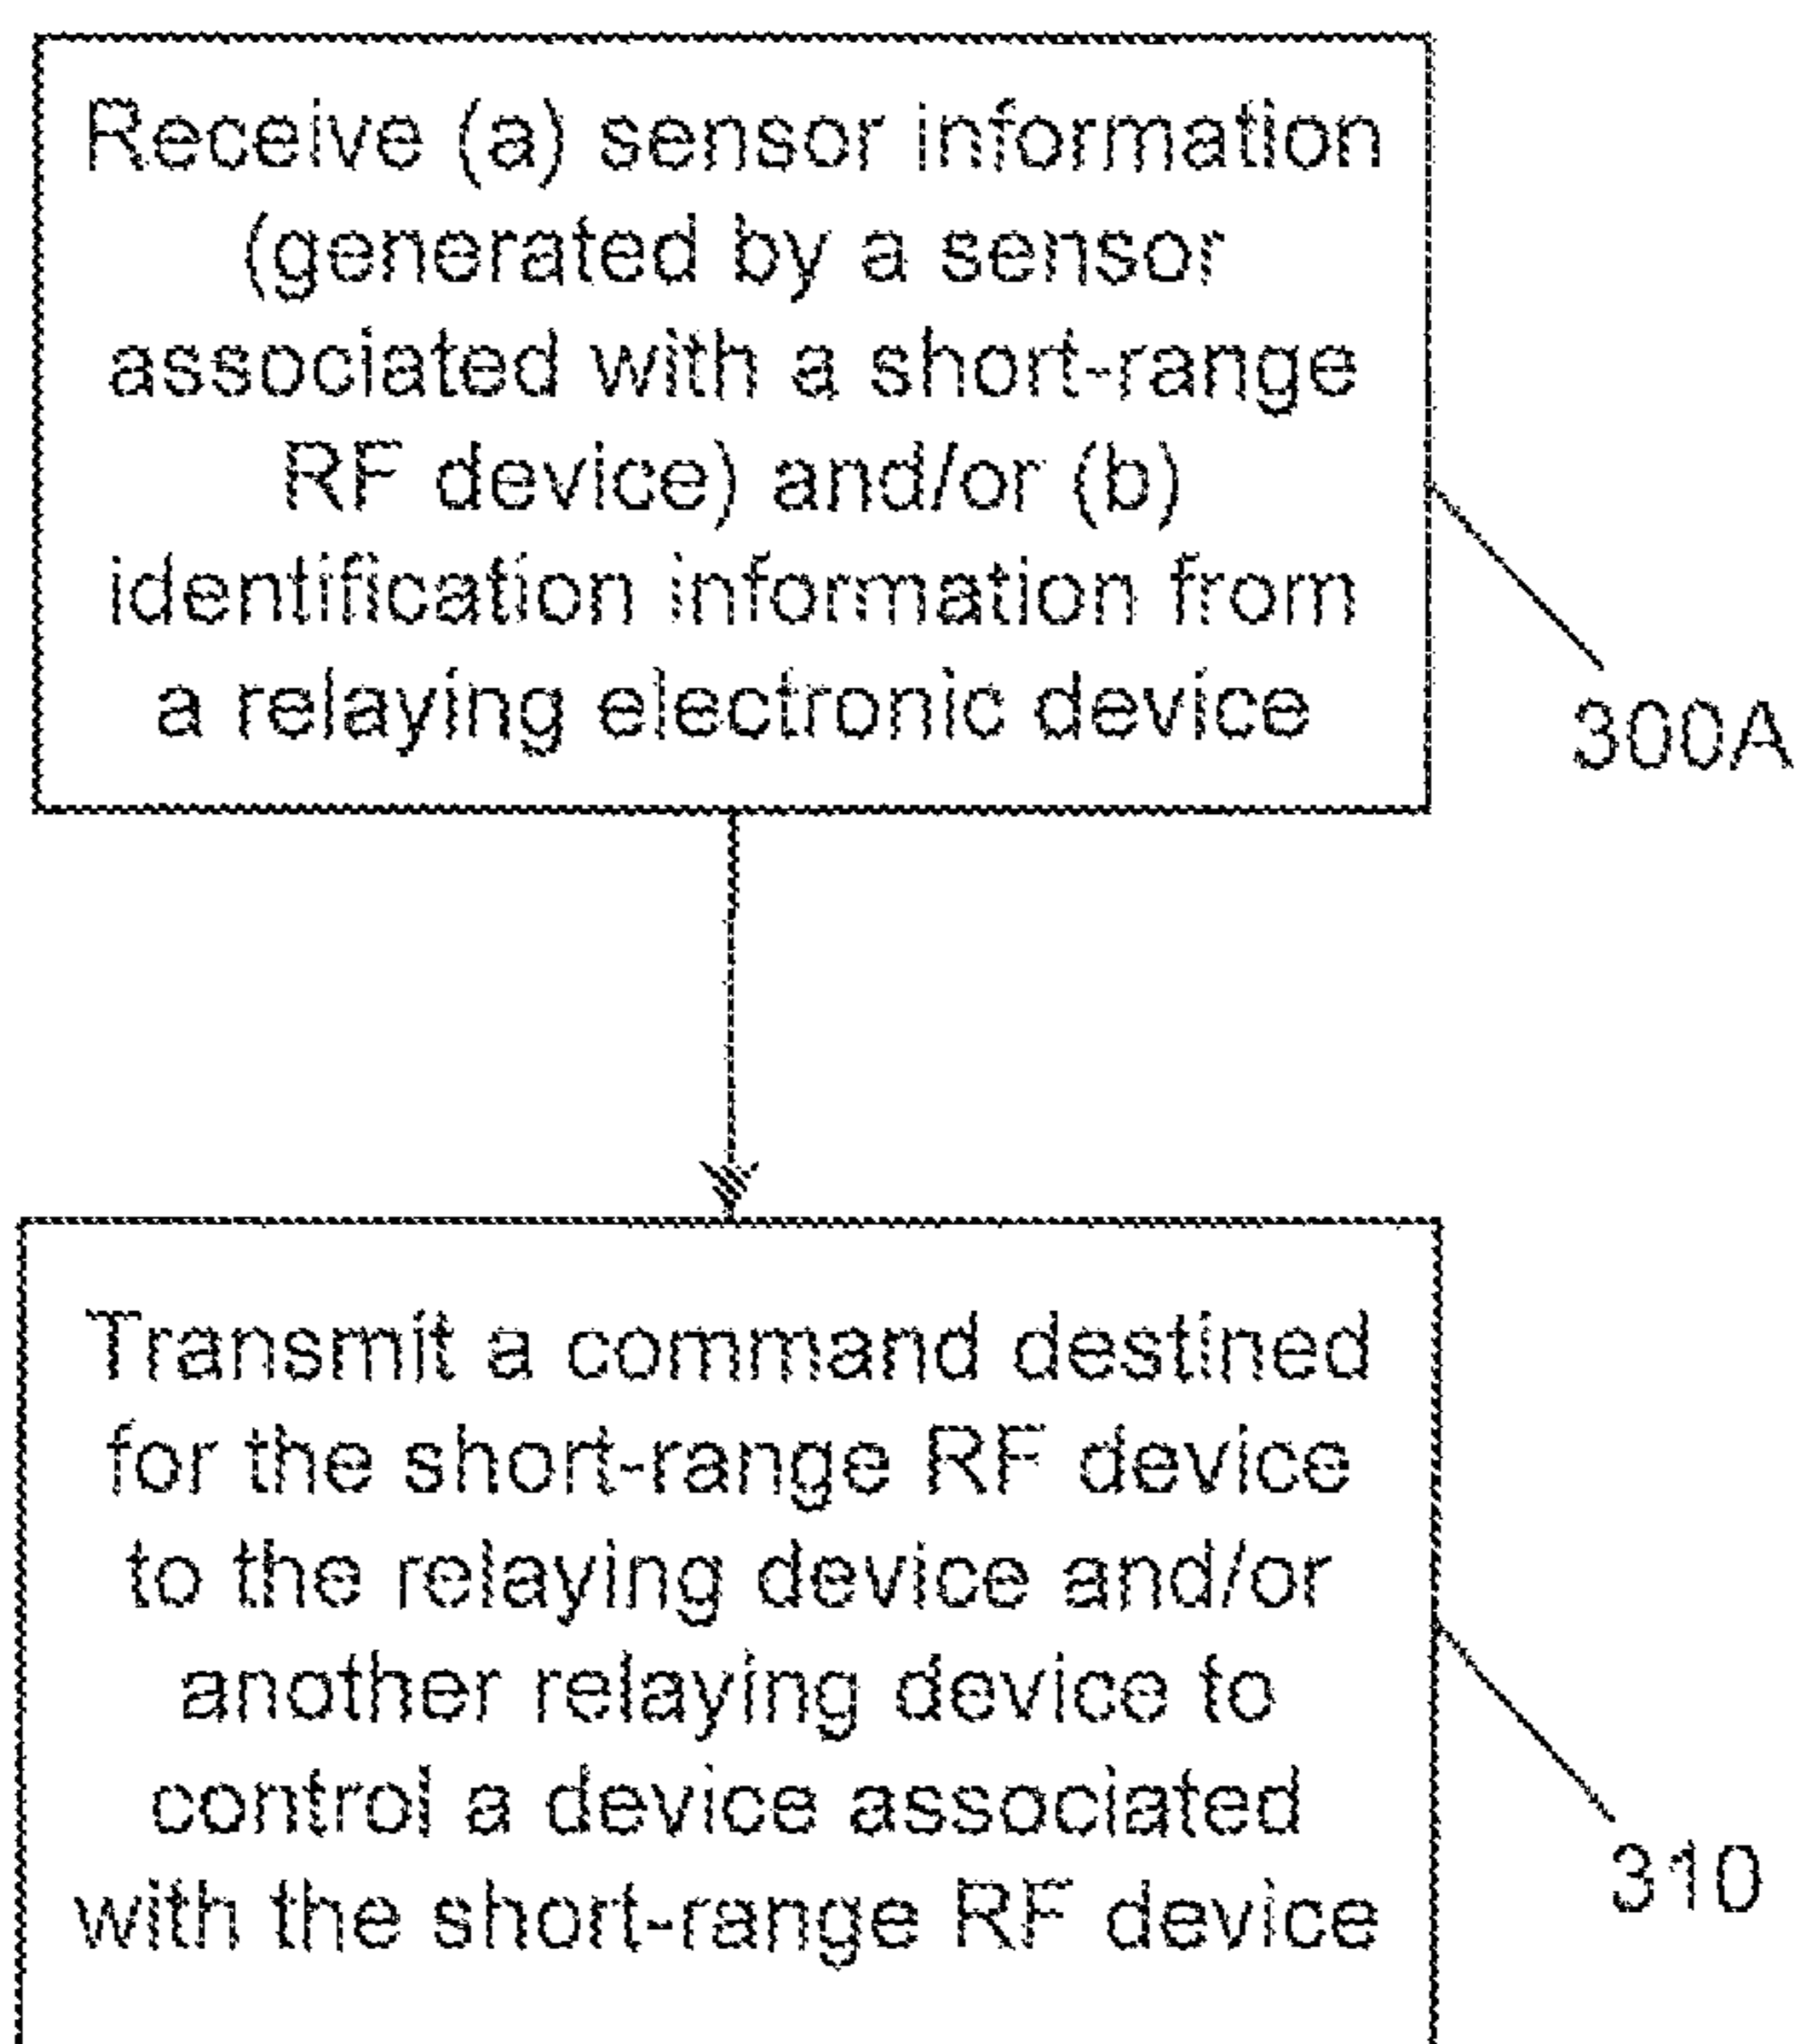 Receive (a) sensor information
(generated by a sensor
associated with a short-range
RF device) and/or (b)
identification information from
a relaying electronic device
300A
Transmit a command destined
for the short-range RF device
to the relaying device and/or
another relaying device to
control a device associated
with the short-range RF device
310